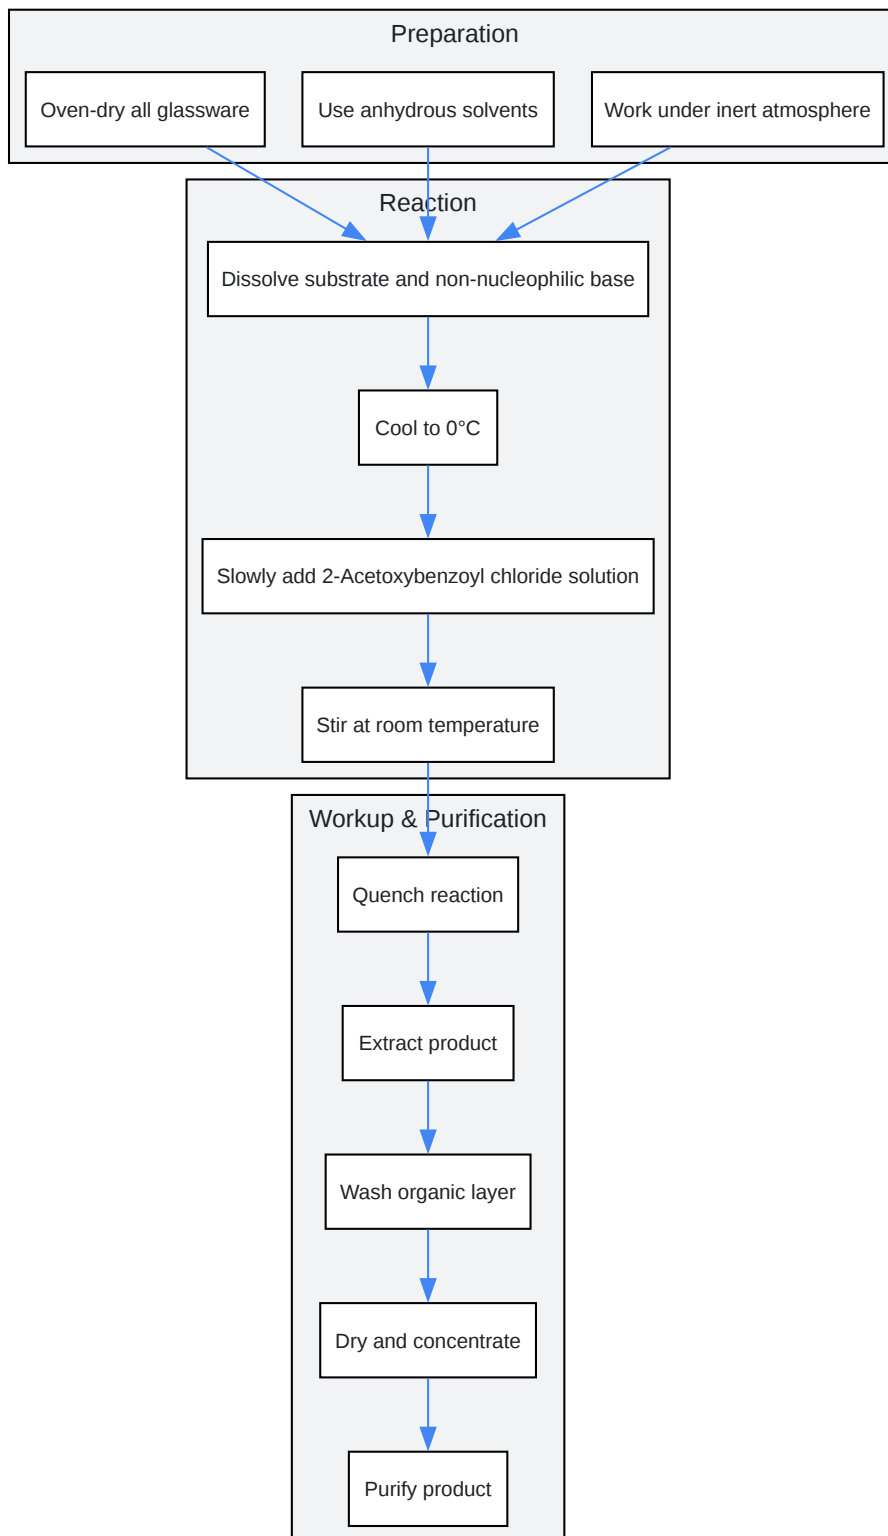 Preparation
Oven-dry all glassware
Use anhydrous solvents
Work under inert atmosphere
Reaction
Dissolve substrate and non-nucleophilic base
Cool to 0°C
Slowly add 2-Acetoxybenzoyl chloride solution
Stir at room temperature
Workup & Purification
Quench reaction
Extract product
Wash organic layer
Dry and concentrate
Purify product